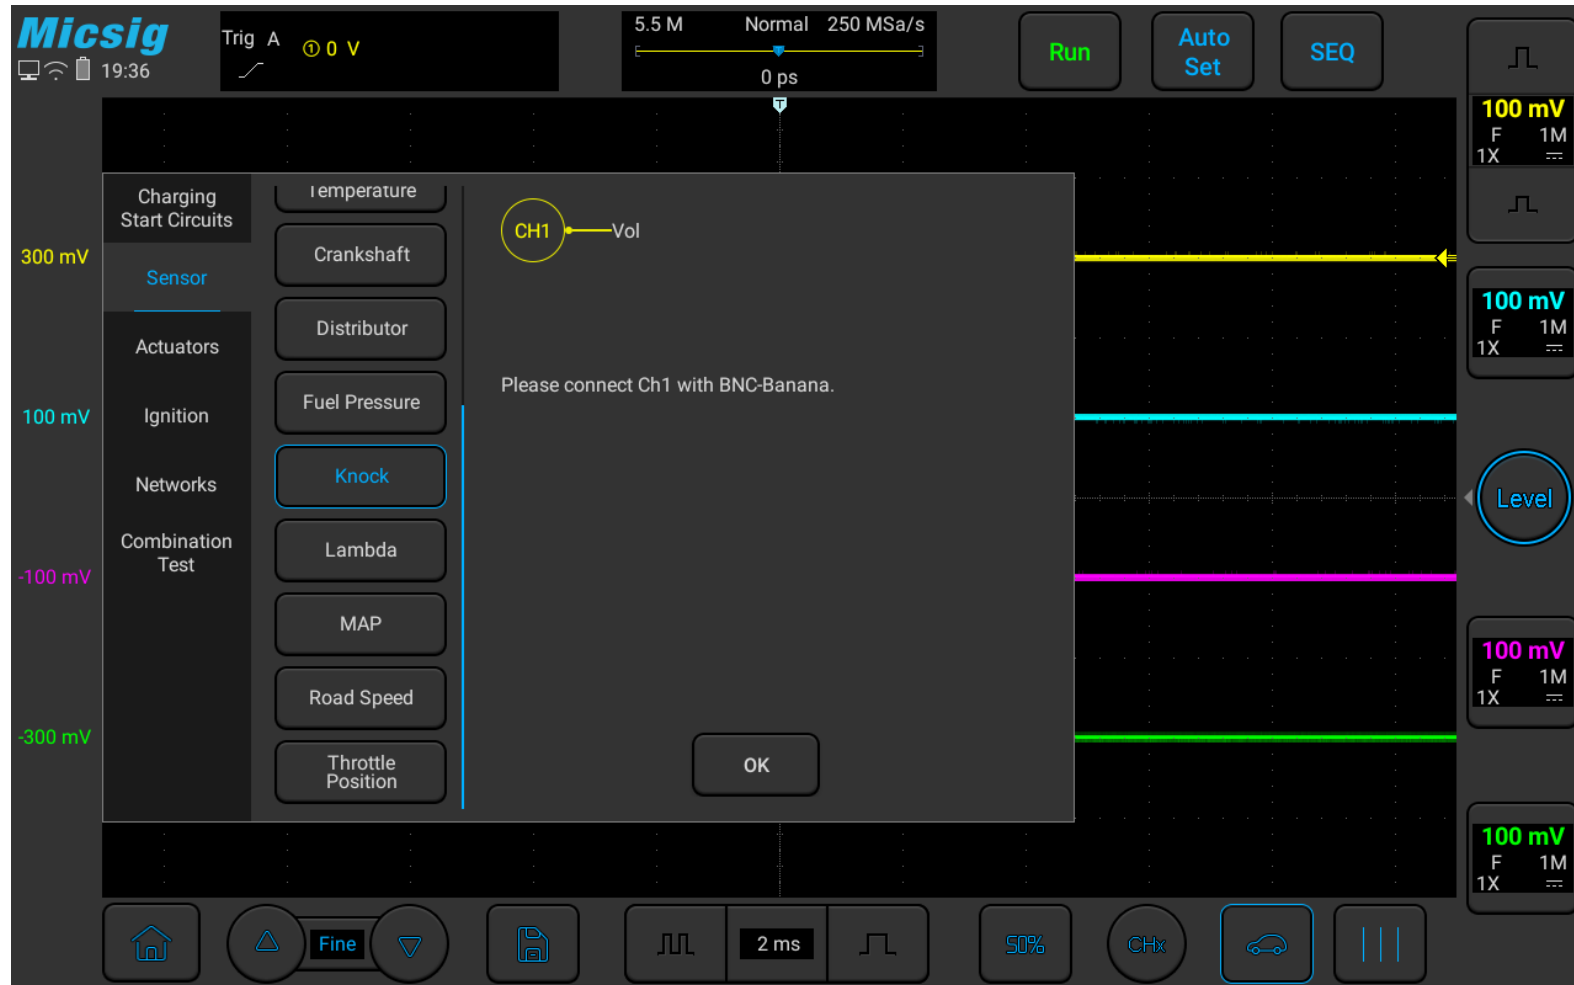 Micsig
19:36
Trig A ① 0 V
5.5 M Normal 250 MSa/s
0 ps
Run
Auto
Set
SEQ
T
100 mV
F 1M
1X
Charging
Start Circuits
Sensor
Actuators
Ignition
Networks
Combination
Test
Temperature
Crankshaft
Distributor
Fuel Pressure
Knock
Lambda
MAP
Road Speed
Throttle
Position
CH1 Vol
Please connect Ch1 with BNC-Banana.
OK
300 mV
100 mV
-100 mV
-300 mV
100 mV
F 1M
1X
Level
100 mV
F 1M
1X
100 mV
F 1M
1X
Fine
2 ms
50%
CHx